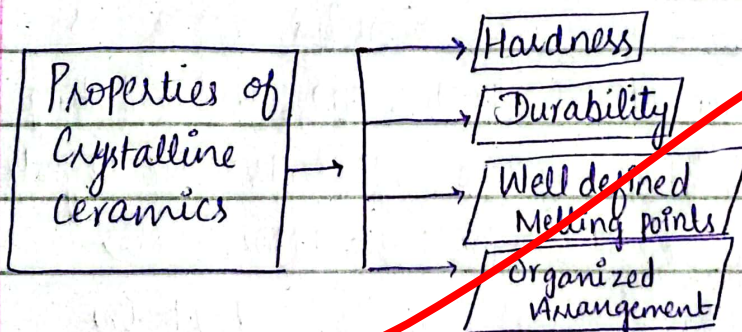 Properties of
Crystalline
Ceramics
Hardness
Durability
Well defined
Melting points
Organized
Arrangement